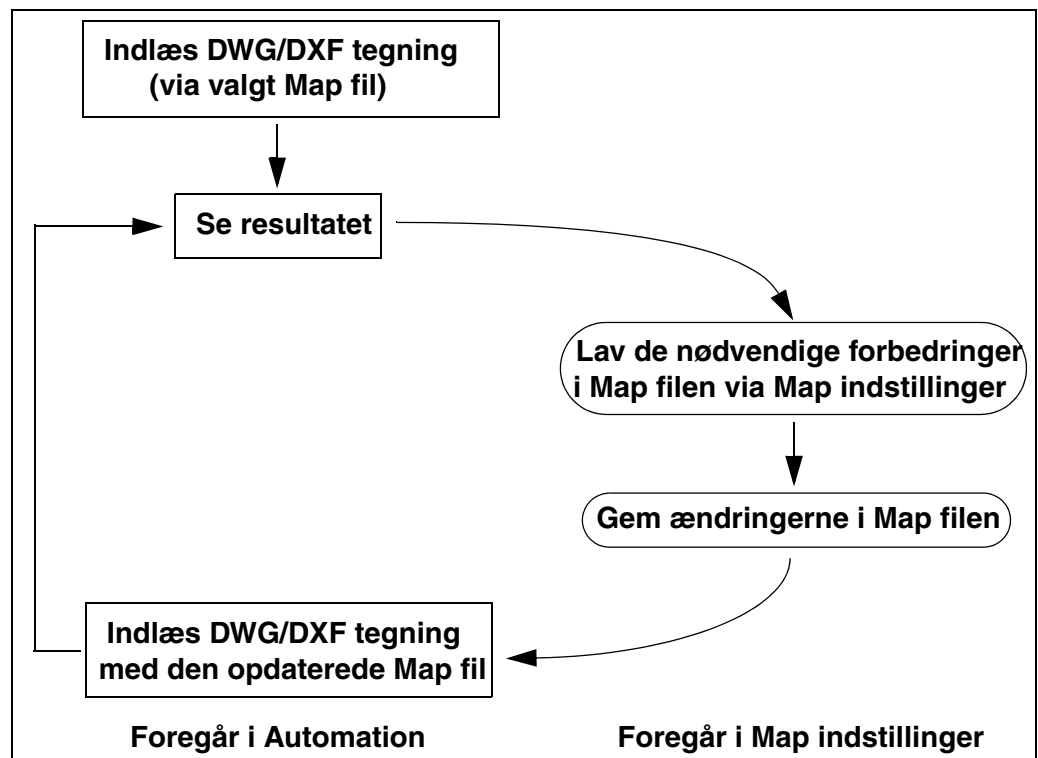 Indlæs DWG/DXF tegning
(via valgt Map fil)
Se resultatet
Lav de nødvendige forbedringer
i Map filen via Map indstillinger
Gem ændringerne i Map filen
Indlæs DWG/DXF tegning
med den opdaterede Map fil
Foregår i Automation
Foregår i Map indstillinger